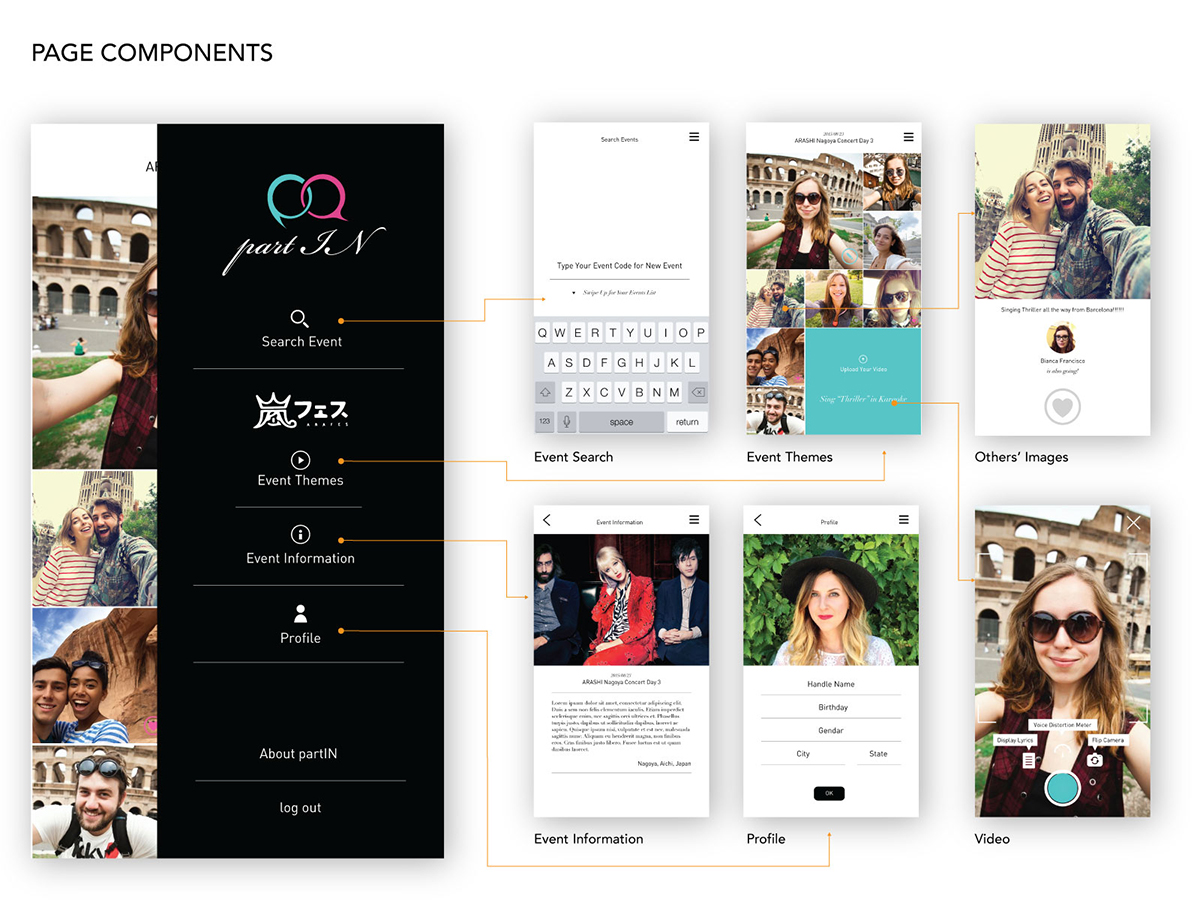 PAGE COMPONENTS
AR
part IN
Search Event
嵐フェス
ARAFES
Event Themes
Event Information
Profile
About partIN
log out
Search Events
Type Your Event Code for New Event
Swipe Up for Your Events List
Q W E R T Y U I O P
A S D F G H J K L
Z X C V B N M
123 space return
Event Search
2015/08/23
ARASHI Nagoya Concert Day 3
Upload Your Video
Sing "Thriller" in Karaoke
Event Themes
Singing Thriller all the way from Barcelona!!!!!!
Bianca Francisco
is also going!
Others' Images
Event Information
ARASHI Nagoya Concert Day 3
Lorem ipsum dolor sit amet, consectetur adipiscing elit.
Nagoya, Aichi, Japan
Event Information
Profile
Handle Name
Birthday
Gendar
City State
OK
Profile
Voice Distortion Meter
Display Lyrics Flip Camera
Video